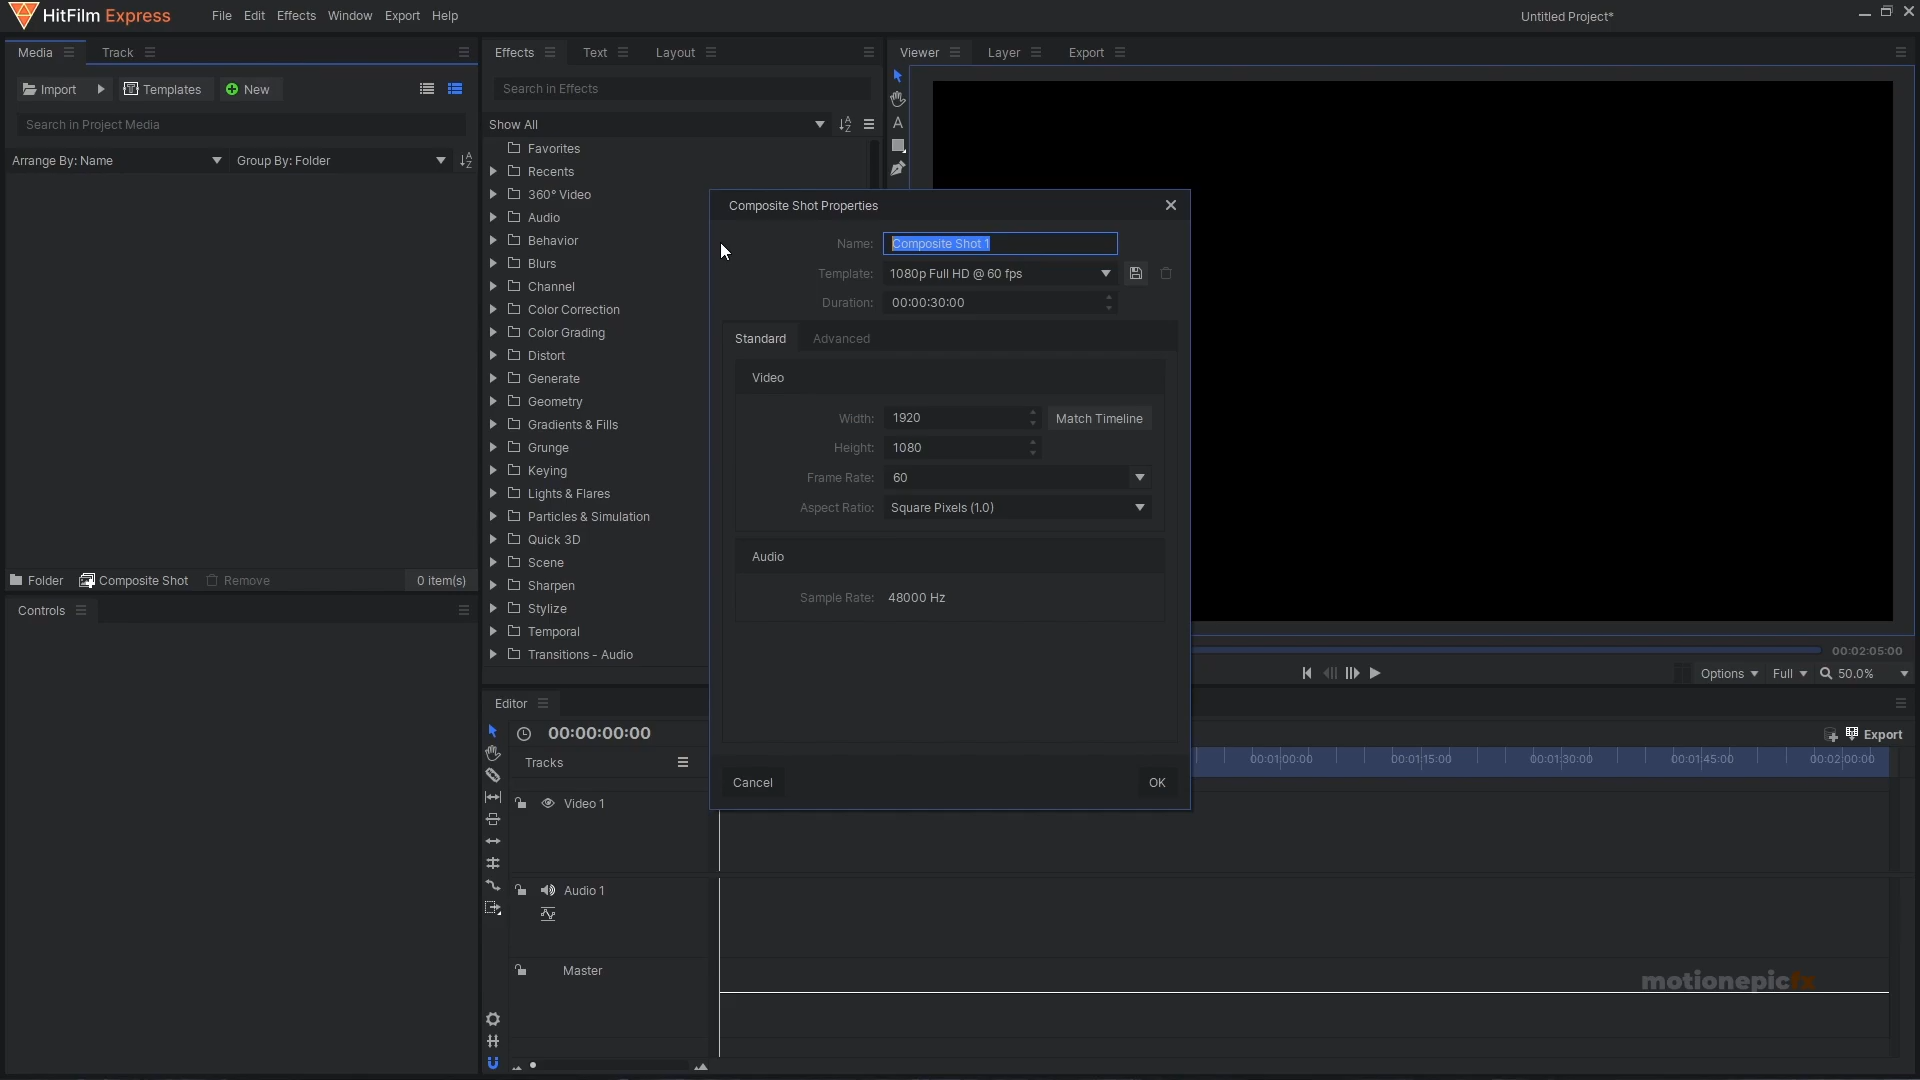 HitFilm Express
File Edit Effects Window Export Help
Untitled Project*
Media Track
Import Templates New
Search in Project Media
Arrange By: Name Group By: Folder
Folder Composite Shot Remove 0 item(s)
Controls
Effects Text Layout
Search in Effects
Show All
Favorites
Recents
360° Video
Audio
Behavior
Blurs
Channel
Color Correction
Color Grading
Distort
Generate
Geometry
Gradients & Fills
Grunge
Keying
Lights & Flares
Particles & Simulation
Quick 3D
Scene
Sharpen
Stylize
Temporal
Transitions - Audio
Viewer Layer Export
A
Composite Shot Properties
Name: Composite Shot 1
Template: 1080p Full HD @ 60 fps
Duration: 00:00:30:00
Standard Advanced
Video
Width: 1920 Match Timeline
Height: 1080
Frame Rate: 60
Aspect Ratio: Square Pixels (1.0)
Audio
Sample Rate: 48000 Hz
Cancel OK
00:02:05:00
Options Full 50.0%
Editor
00:00:00:00
Export
Tracks
00:01:00:00 00:01:15:00 00:01:30:00 00:01:45:00 00:02:00:00
Video 1
Audio 1
Master
motionepicfx